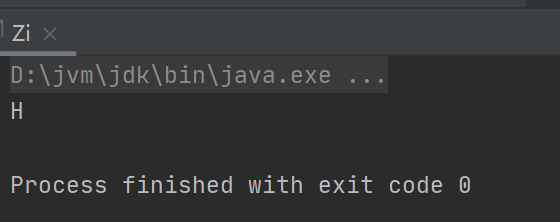 Zi
D:\jvm\jdk\bin\java.exe ...
H
Process finished with exit code 0